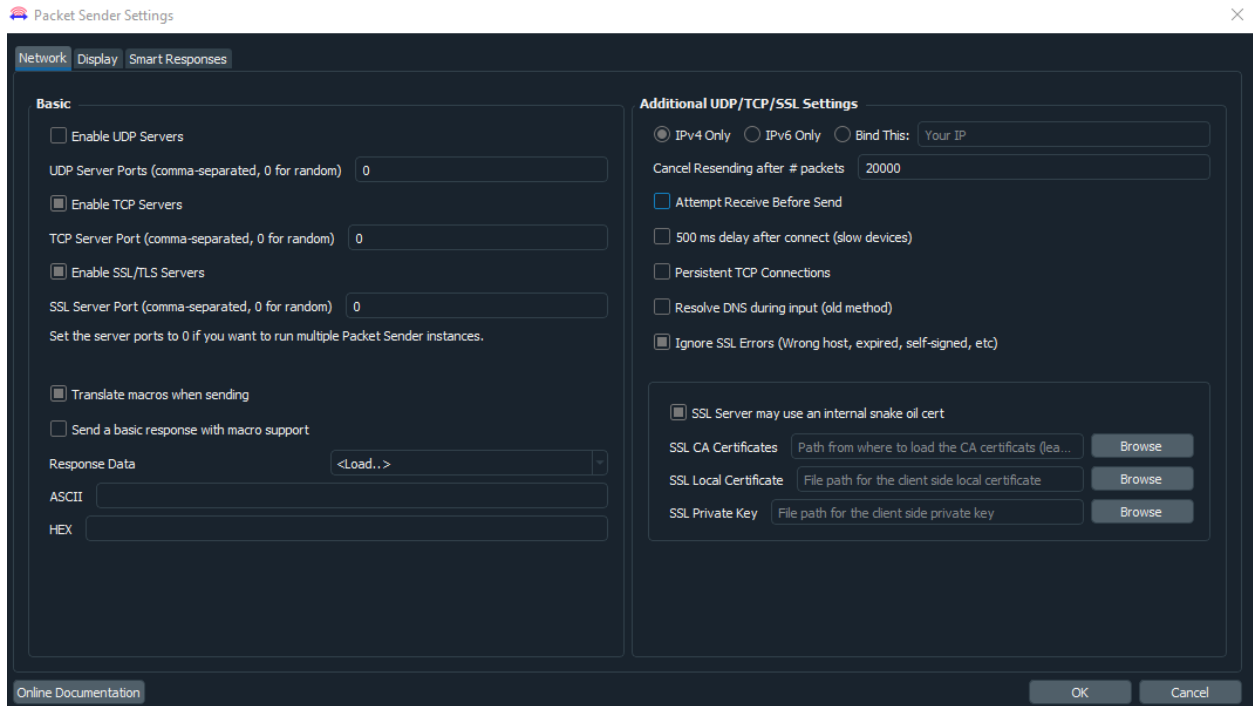 Packet Sender Settings
Network Display Smart Responses
Basic
Enable UDP Servers
UDP Server Ports (comma-separated, 0 for random) 0
Enable TCP Servers
TCP Server Port (comma-separated, 0 for random) 0
Enable SSL/TLS Servers
SSL Server Port (comma-separated, 0 for random) 0
Set the server ports to 0 if you want to run multiple Packet Sender instances.
Translate macros when sending
Send a basic response with macro support
Response Data <Load..>
ASCII
HEX
Additional UDP/TCP/SSL Settings
IPv4 Only IPv6 Only Bind This: Your IP
Cancel Resending after # packets 20000
Attempt Receive Before Send
500 ms delay after connect (slow devices)
Persistent TCP Connections
Resolve DNS during input (old method)
Ignore SSL Errors (Wrong host, expired, self-signed, etc)
SSL Server may use an internal snake oil cert
SSL CA Certificates Path from where to load the CA certificats (lea... Browse
SSL Local Certificate File path for the client side local certificate Browse
SSL Private Key File path for the client side private key Browse
Online Documentation OK Cancel